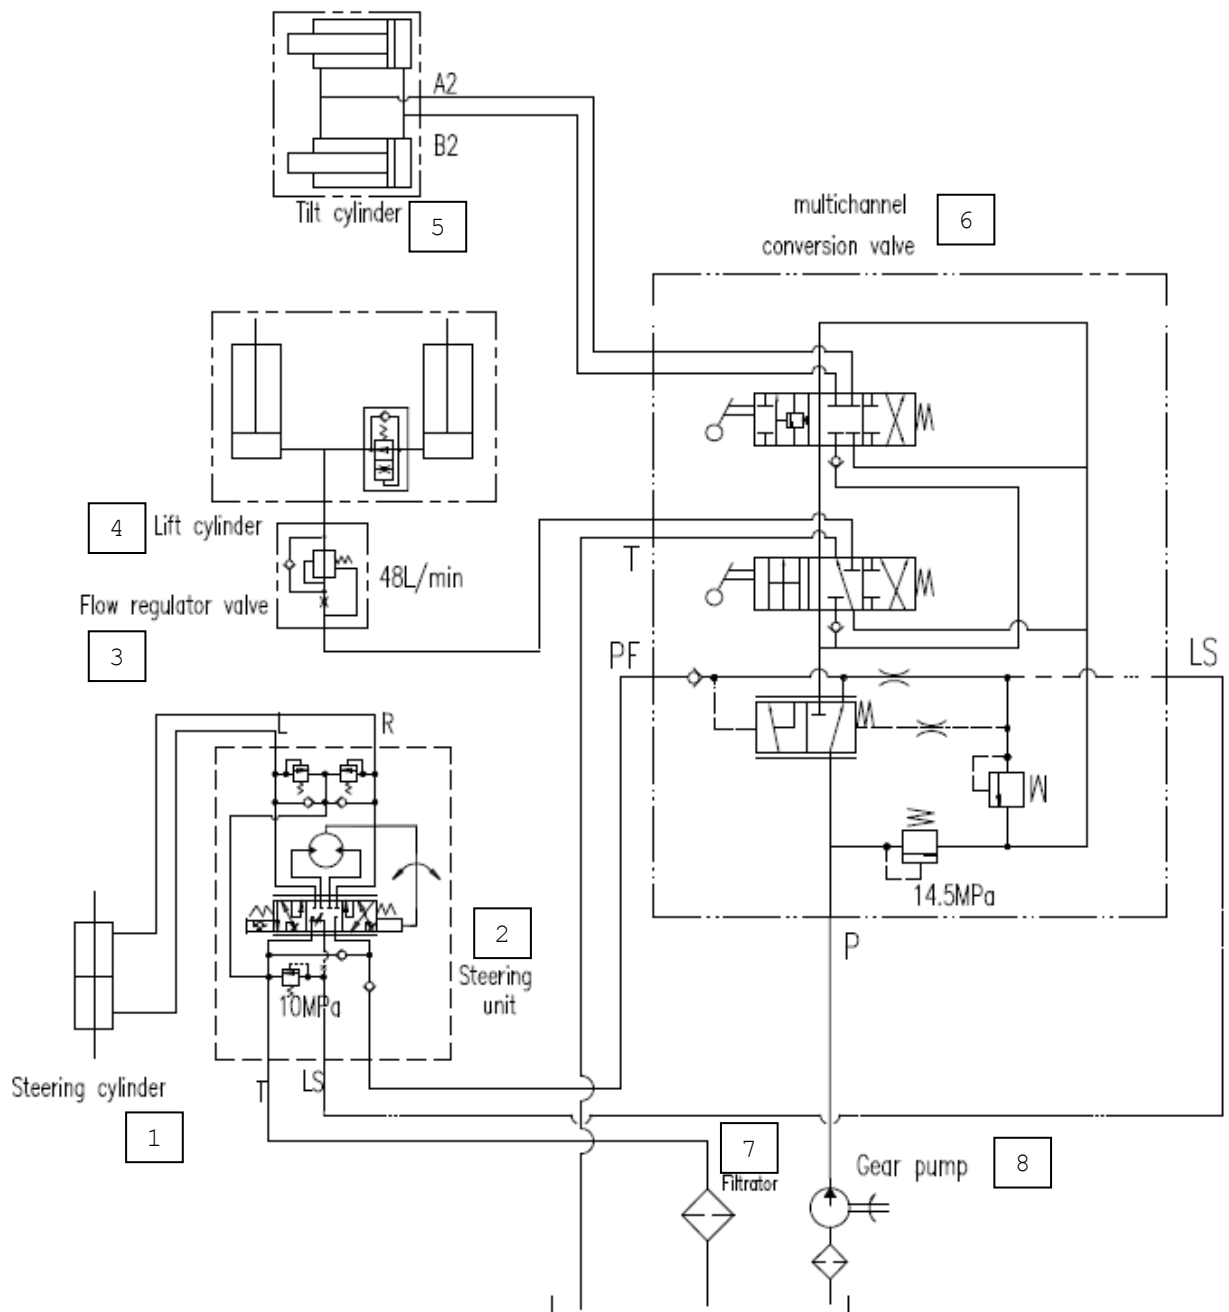 A2
B2
Tilt cylinder
5
multichannel
conversion valve
6
4
Lift cylinder
48L/min
Flow regulator valve
3
T
PF
LS
L
R
14.5MPa
P
2
Steering
unit
10MPa
Steering cylinder
1
T
LS
7
Filtrator
Gear pump
8